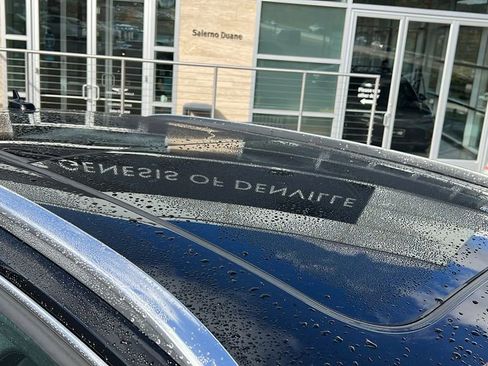 Salerno Duane
GENESIS OF DENVILLE